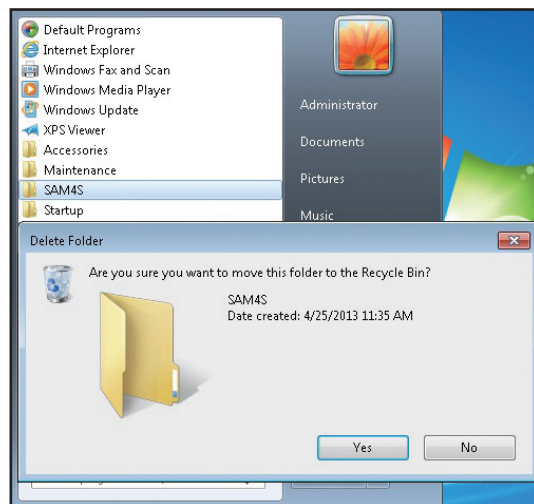 Default Programs
Internet Explorer
Windows Fax and Scan
Windows Media Player
Windows Update
XPS Viewer
Accessories
Maintenance
SAM4S
Startup
Administrator
Documents
Pictures
Music
Delete Folder
Are you sure you want to move this folder to the Recycle Bin?
SAM4S
Date created: 4/25/2013 11:35 AM
Yes
No